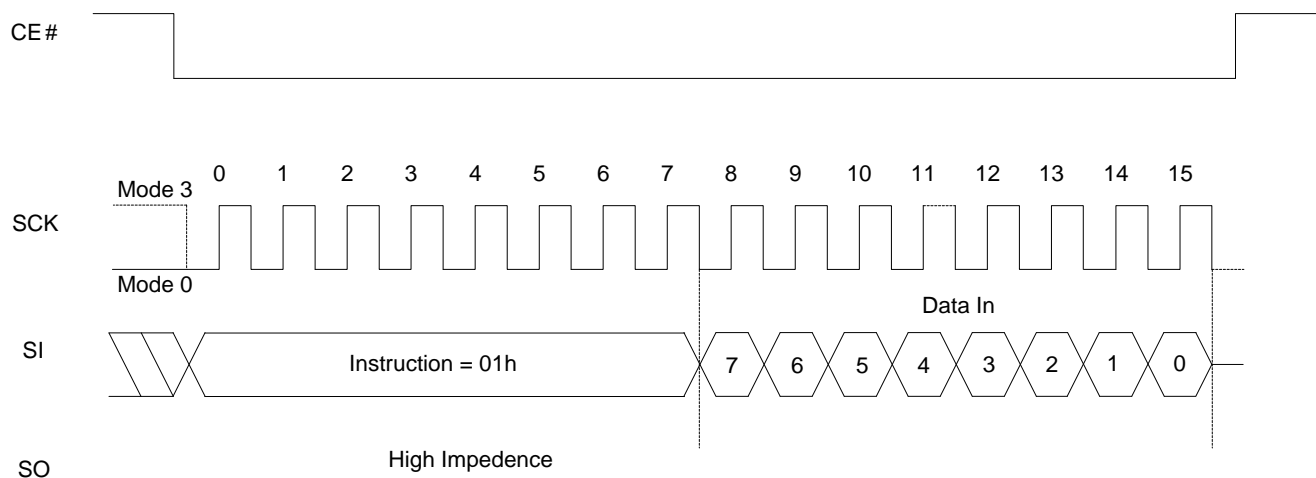 CE#
0 1 2 3 4 5 6 7 8 9 10 11 12 13 14 15
Mode 3
SCK
Mode 0
Data In
SI
Instruction = 01h
7 6 5 4 3 2 1 0
High Impedence
SO